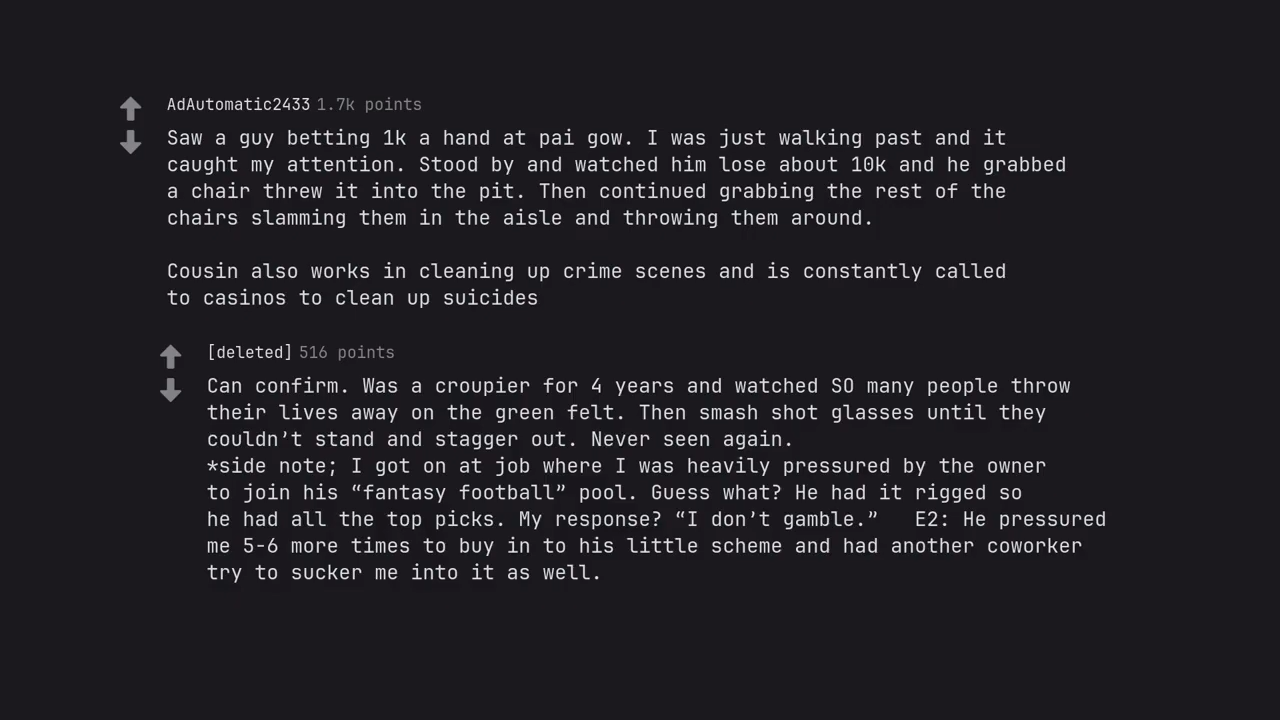 AdAutomatic2433 1.7k points
Saw a guy betting 1k a hand at pai gow. I was just walking past and it
caught my attention. Stood by and watched him lose about 10k and he grabbed
a chair threw it into the pit. Then continued grabbing the rest of the
chairs slamming them in the aisle and throwing them around.
Cousin also works in cleaning up crime scenes and is constantly called
to casinos to clean up suicides
[deleted] 516 points
Can confirm. Was a croupier for 4 years and watched SO many people throw
their lives away on the green felt. Then smash shot glasses until they
couldn’t stand and stagger out. Never seen again.
*side note; I got on at job where I was heavily pressured by the owner
to join his “fantasy football” pool. Guess what? He had it rigged so
he had all the top picks. My response? “I don’t gamble.” E2: He pressured
me 5-6 more times to buy in to his little scheme and had another coworker
try to sucker me into it as well.